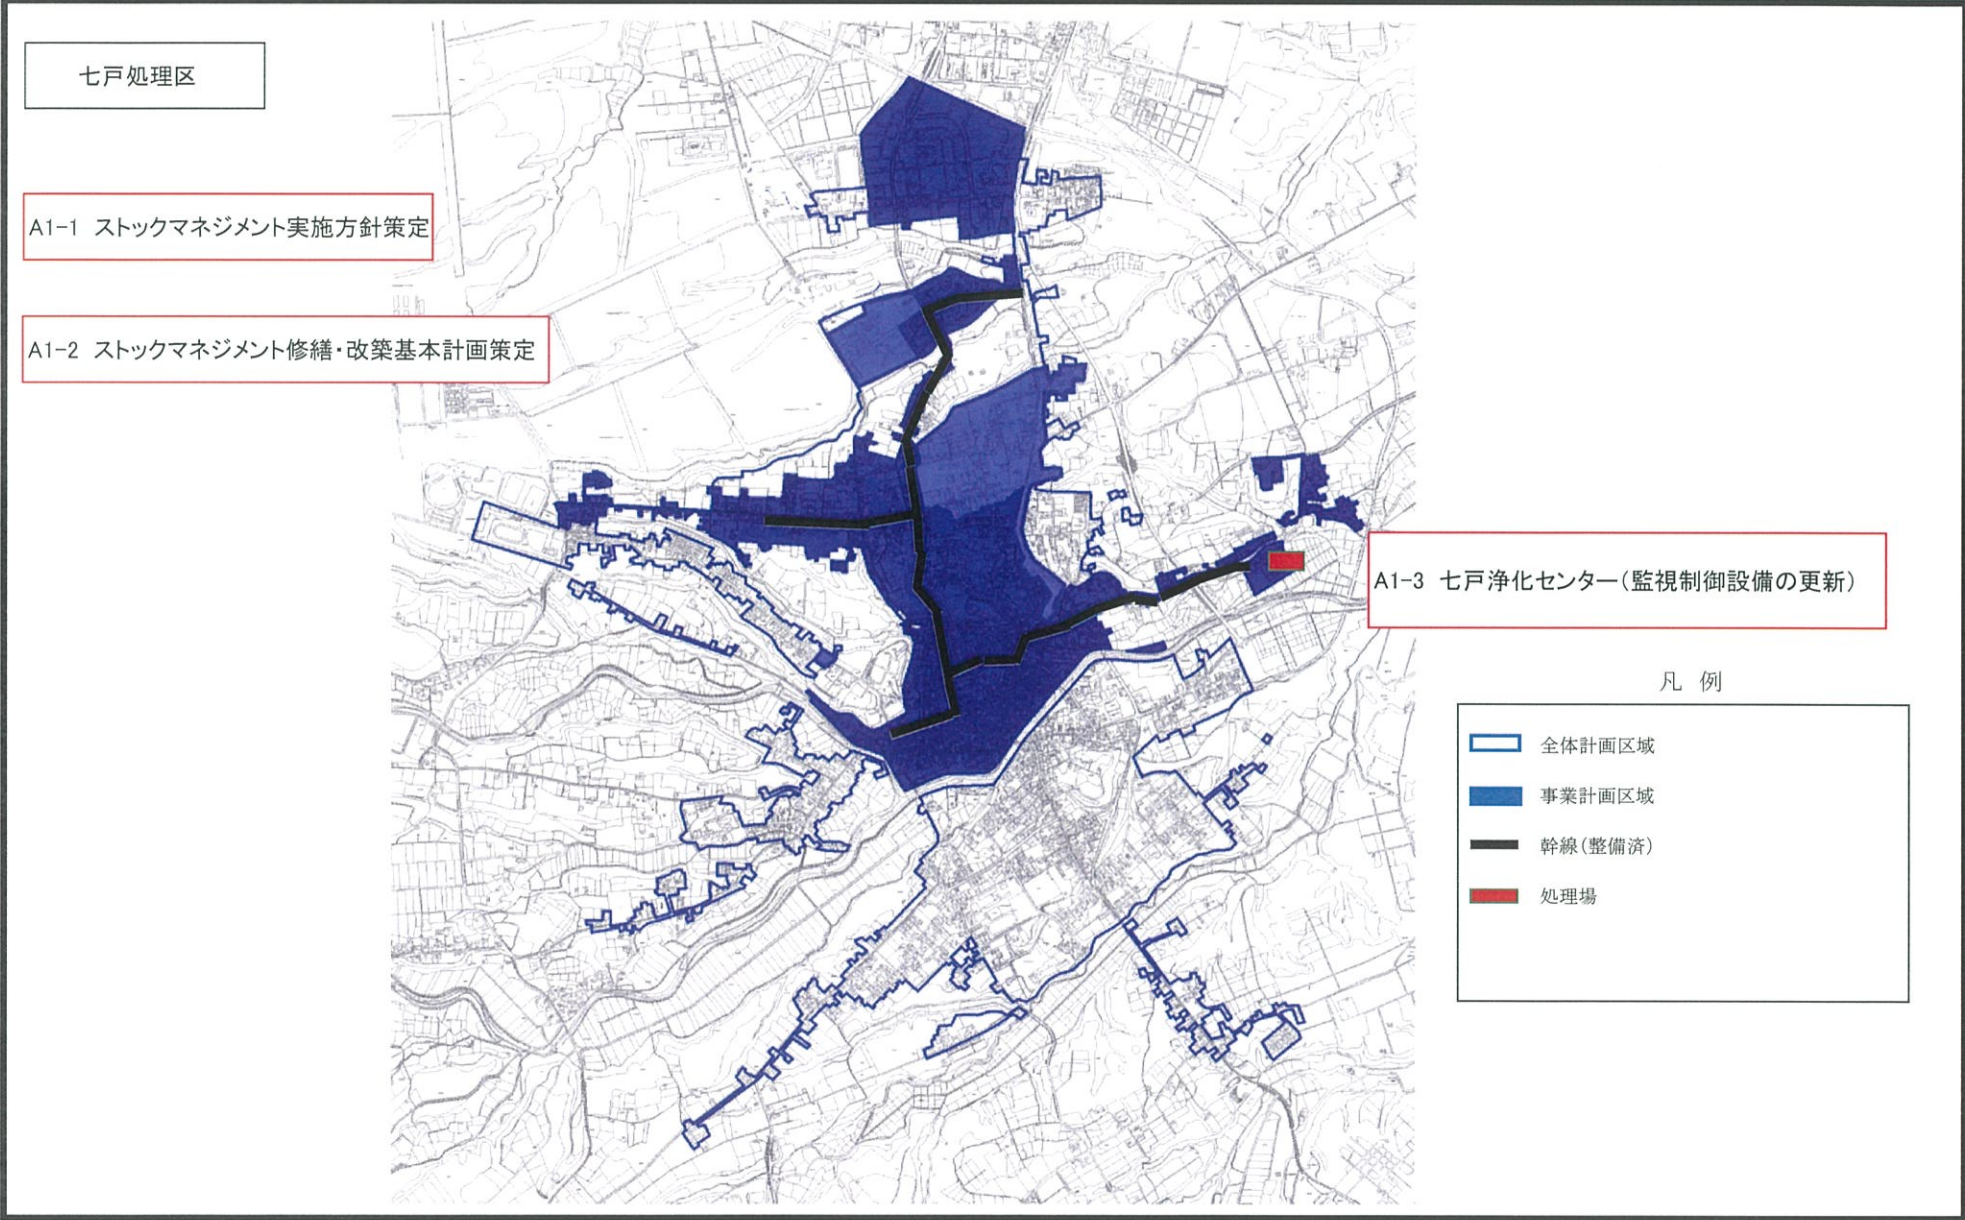 七戸処理区
A1-1 ストックマネジメント実施方針策定
A1-2 ストックマネジメント修繕・改築基本計画策定
A1-3 七戸浄化センター（監視制御設備の更新）
凡 例
全体計画区域
事業計画区域
幹線（整備済）
処理場